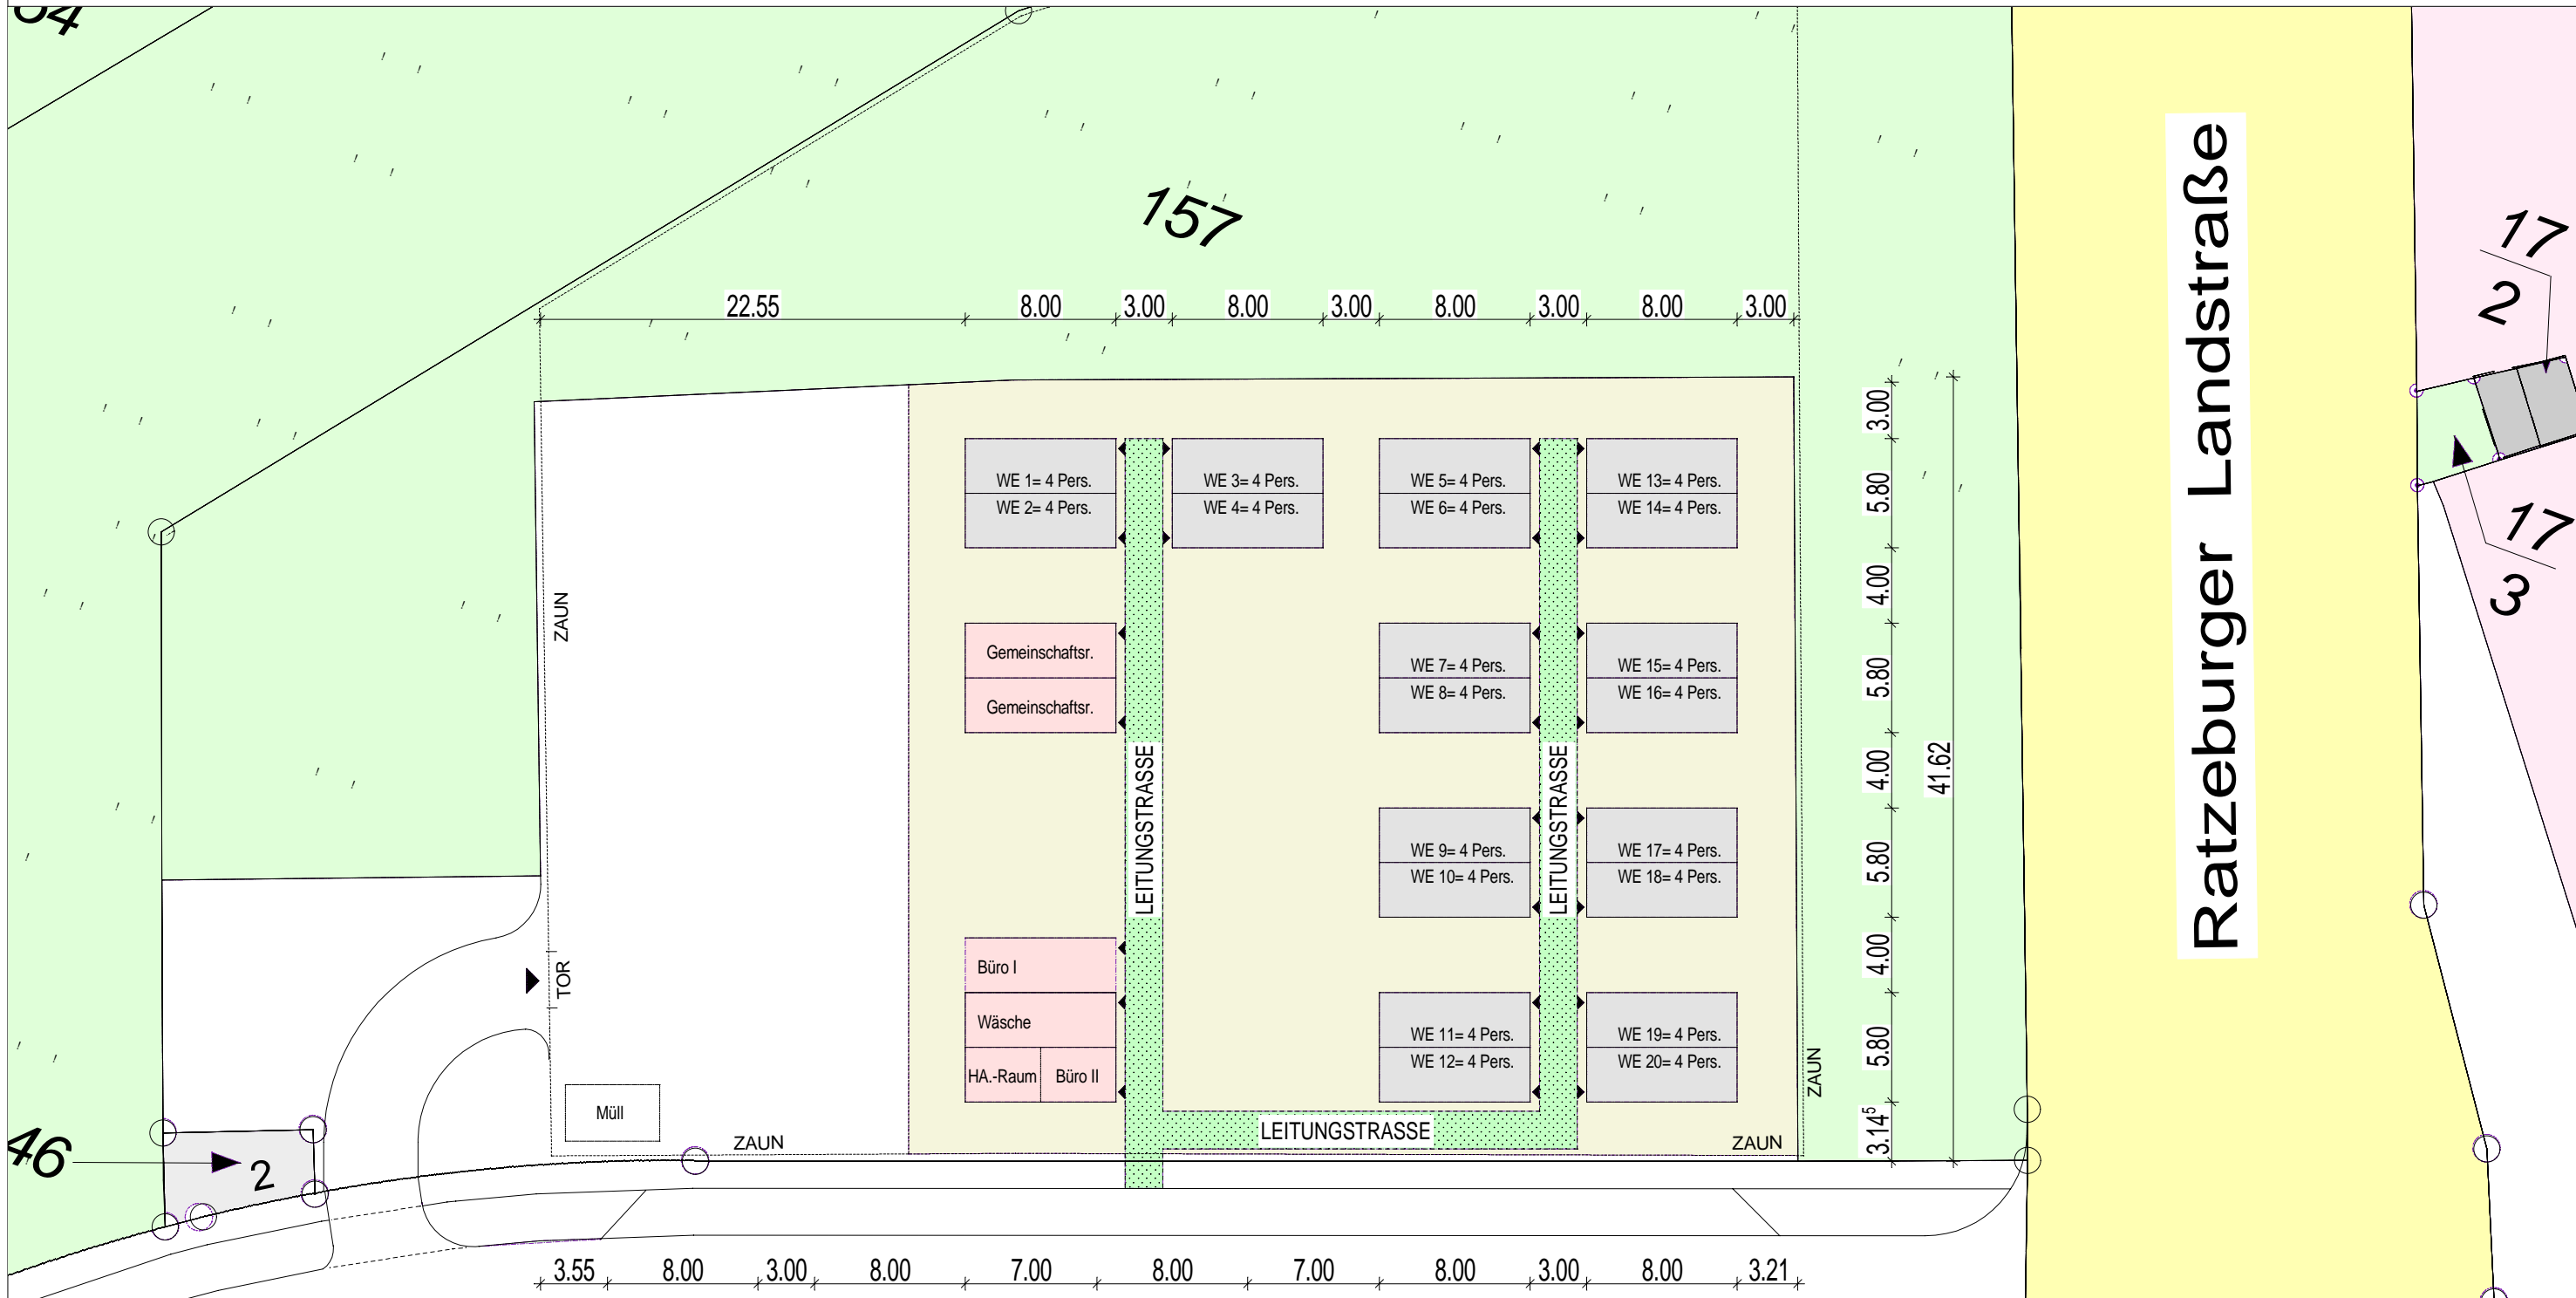 157
22.55 8.00 3.00 8.00 3.00 8.00 3.00 8.00 3.00
17
2
17
3
Ratzeburger Landstraße
ZAUN
WE 1= 4 Pers.
WE 2= 4 Pers.
WE 3= 4 Pers.
WE 4= 4 Pers.
WE 5= 4 Pers.
WE 6= 4 Pers.
WE 13= 4 Pers.
WE 14= 4 Pers.
Gemeinschaftsr.
Gemeinschaftsr.
WE 7= 4 Pers.
WE 8= 4 Pers.
WE 15= 4 Pers.
WE 16= 4 Pers.
LEITUNGSTRASSE
LEITUNGSTRASSE
WE 9= 4 Pers.
WE 10= 4 Pers.
WE 17= 4 Pers.
WE 18= 4 Pers.
TOR
Büro I
Wäsche
HA.-Raum
Büro II
WE 11= 4 Pers.
WE 12= 4 Pers.
WE 19= 4 Pers.
WE 20= 4 Pers.
Müll
ZAUN
LEITUNGSTRASSE
ZAUN
ZAUN
3.00
5.80
4.00
5.80
4.00
5.80
4.00
5.80
3.14⁵
41.62
46
2
3.55 8.00 3.00 8.00 7.00 8.00 7.00 8.00 3.00 8.00 3.21